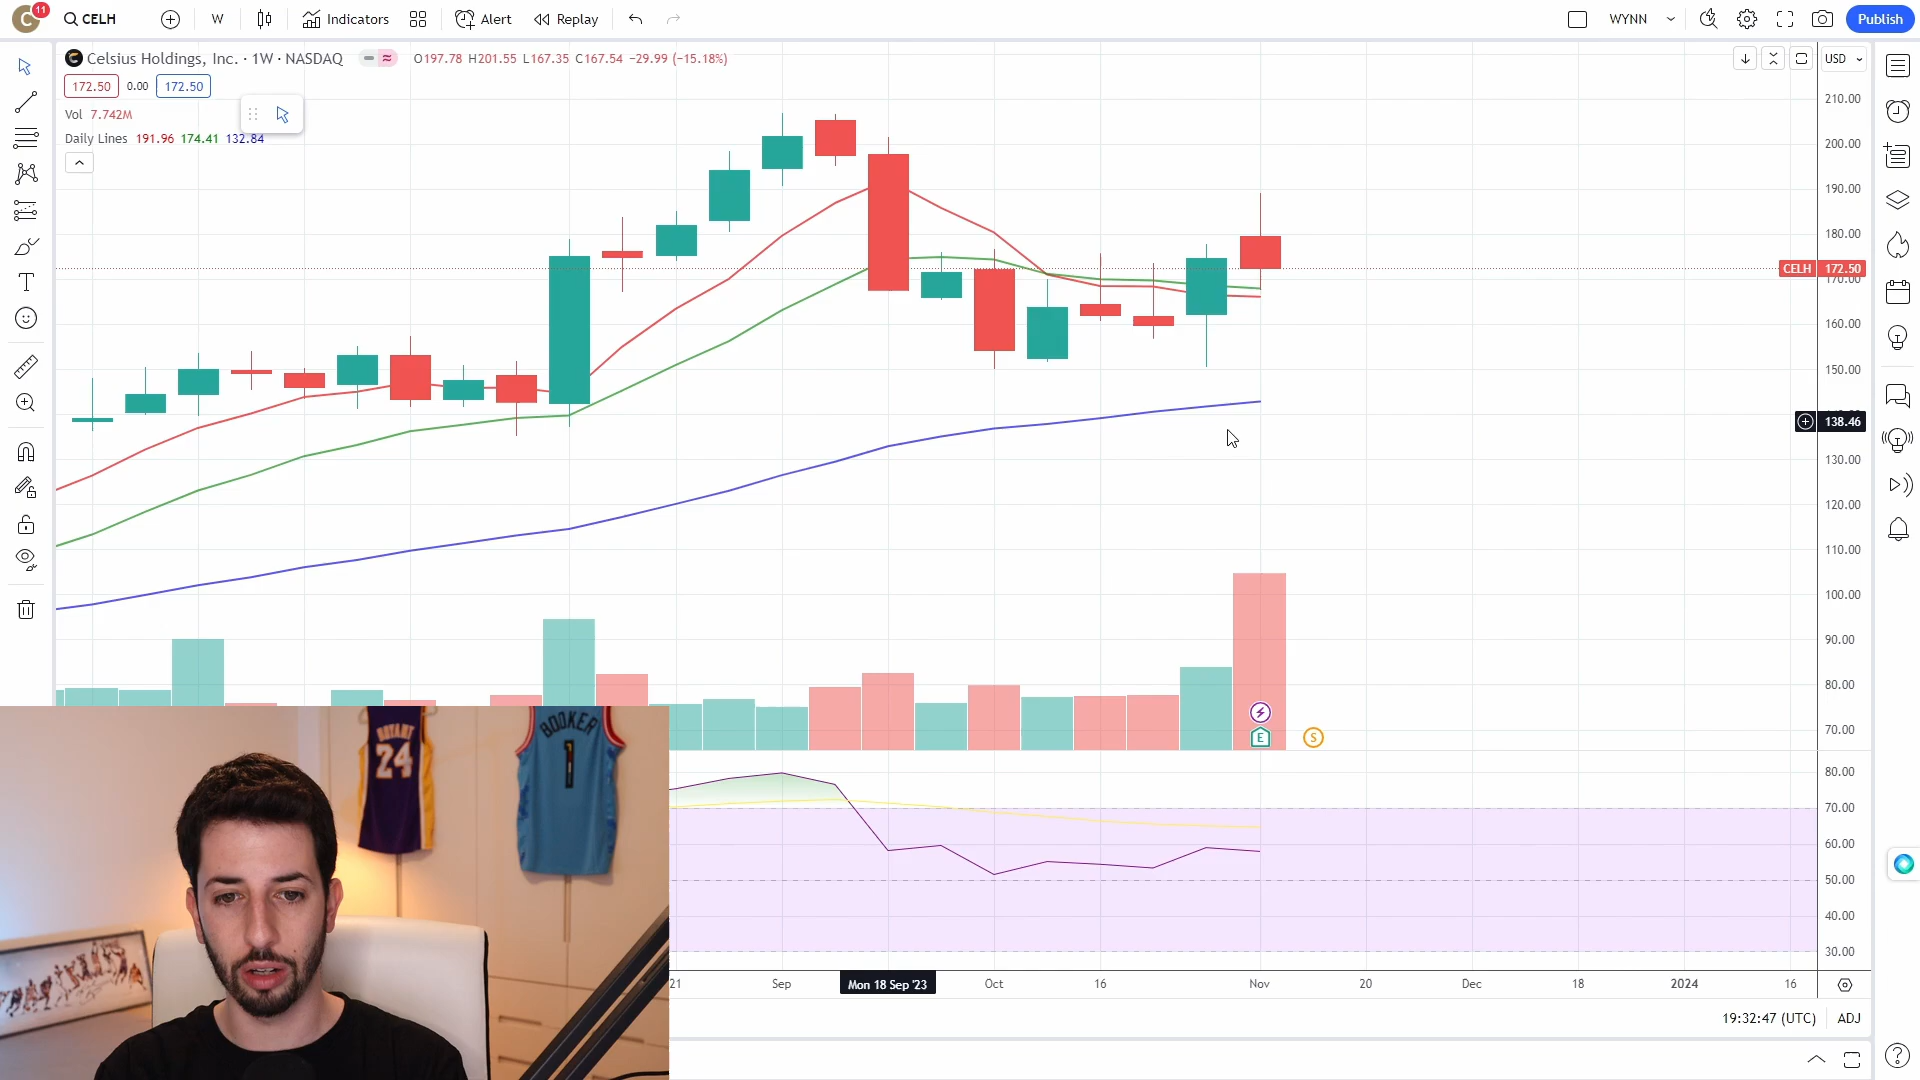 C 11 CELH W Indicators Alert Replay WYNN Publish
Celsius Holdings, Inc. · 1W · NASDAQ O197.78 H201.55 L167.35 C167.54 −29.99 (−15.18%) USD
172.50 0.00 172.50
Vol 7.742M
Daily Lines 191.96 174.41 132.84
210.00
200.00
190.00
180.00
CELH 172.50
170.00
160.00
150.00
138.46
130.00
120.00
110.00
100.00
90.00
80.00
70.00
E S
80.00
70.00
60.00
50.00
40.00
30.00
BRYANT
24
BOOKER
1
21 Sep Mon 18 Sep '23 Oct 16 Nov 20 Dec 18 2024 16
19:32:47 (UTC) ADJ